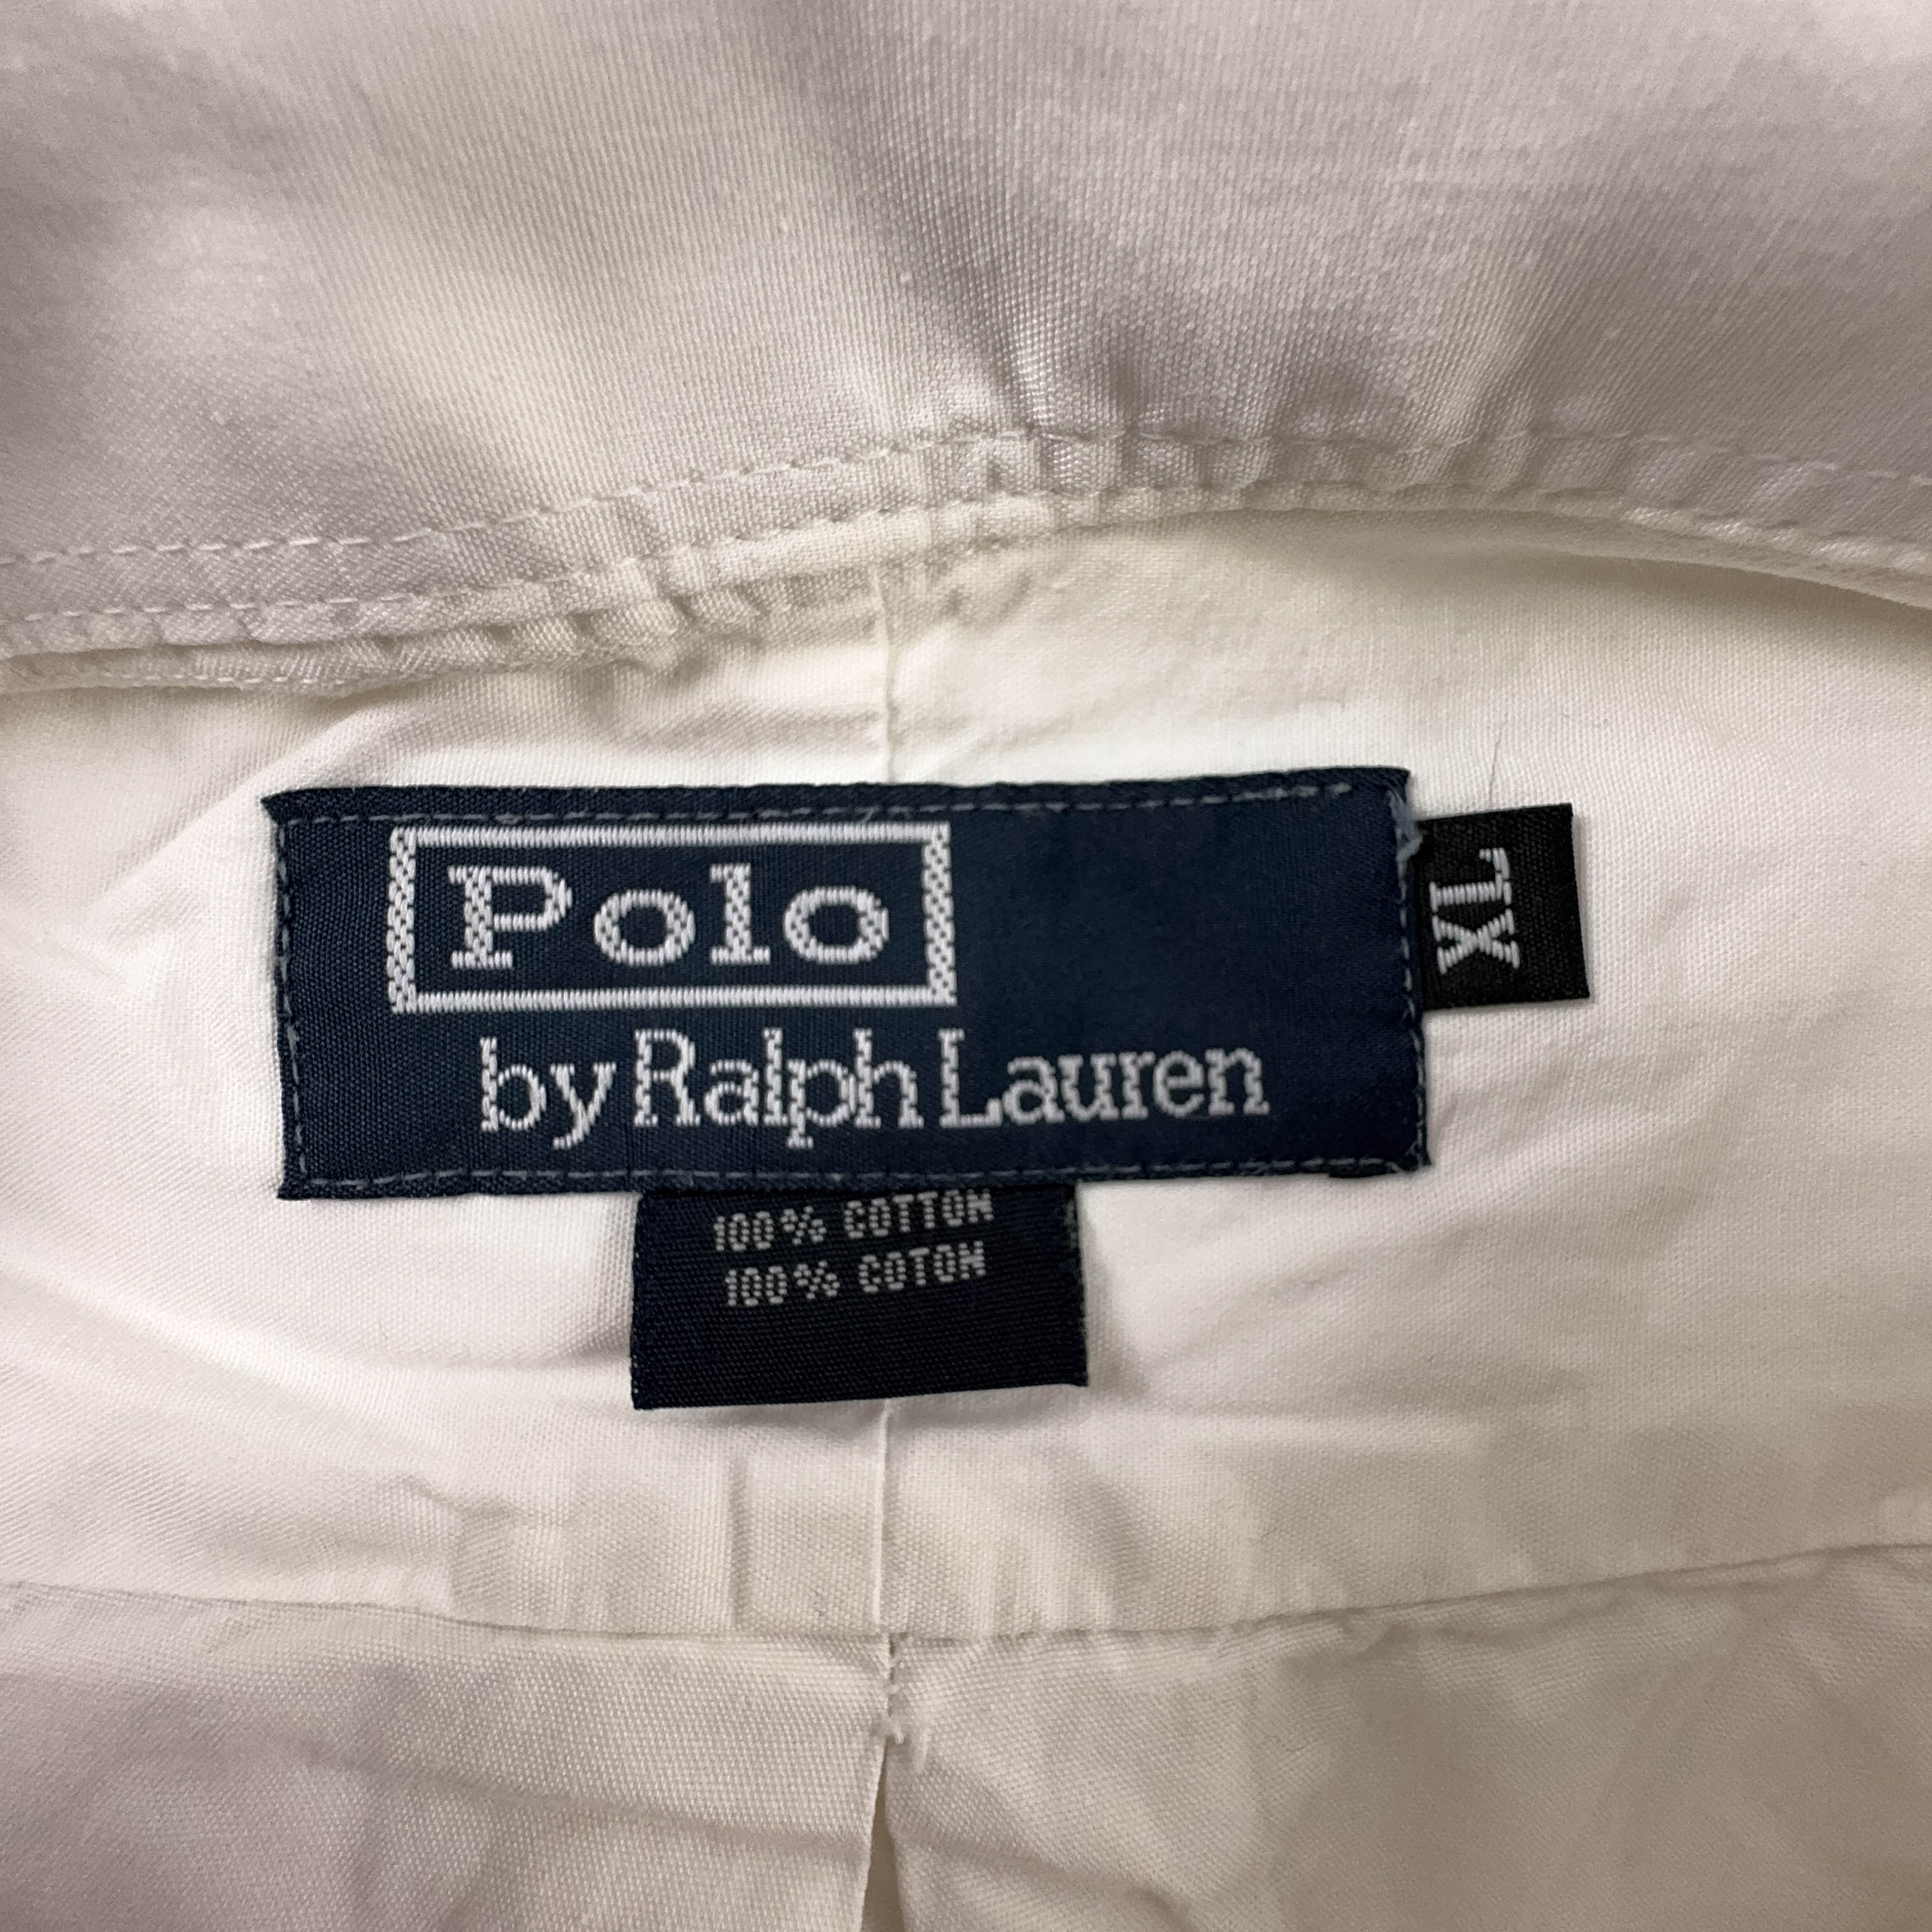 Polo
by Ralph Lauren
XL
100% COTTON
100% COTON